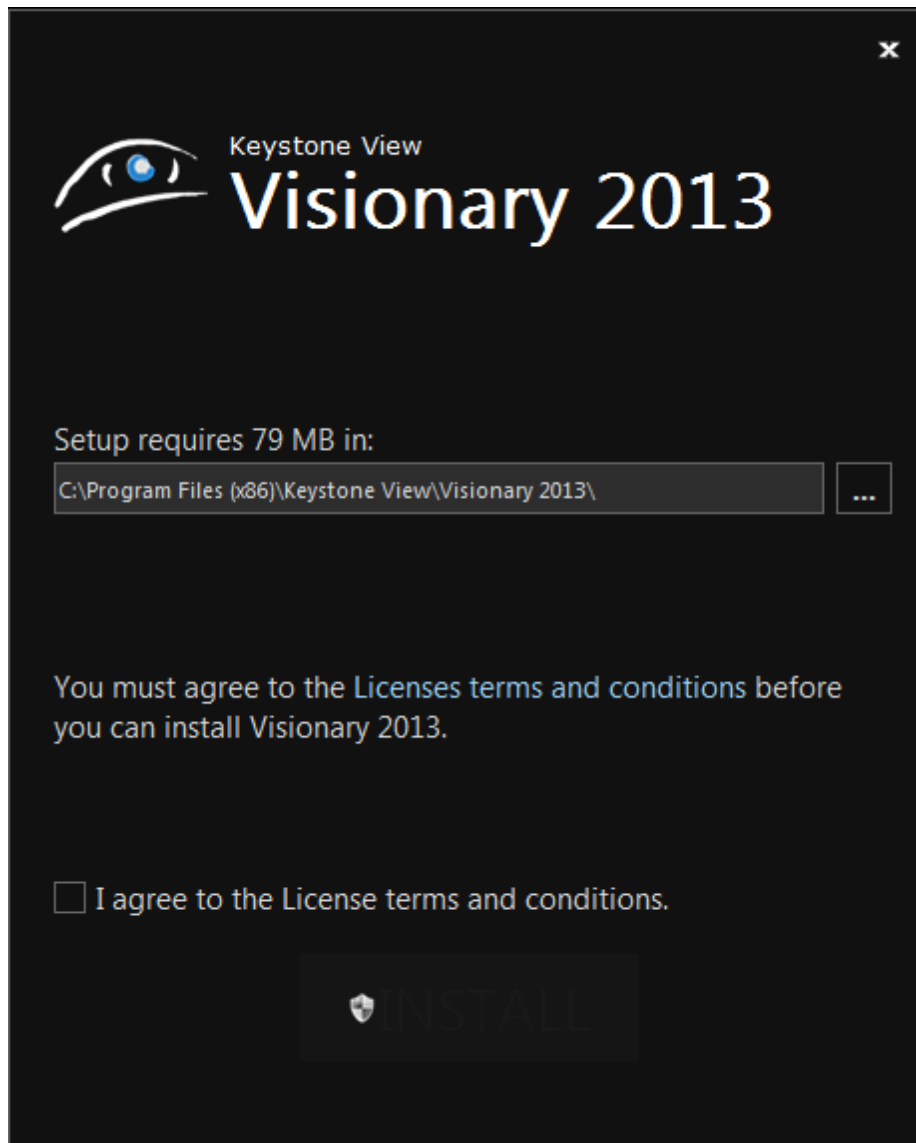 x
Keystone View
Visionary 2013
Setup requires 79 MB in:
C:\Program Files (x86)\Keystone View\Visionary 2013\
...
You must agree to the Licenses terms and conditions before
you can install Visionary 2013.
I agree to the License terms and conditions.
INSTALL